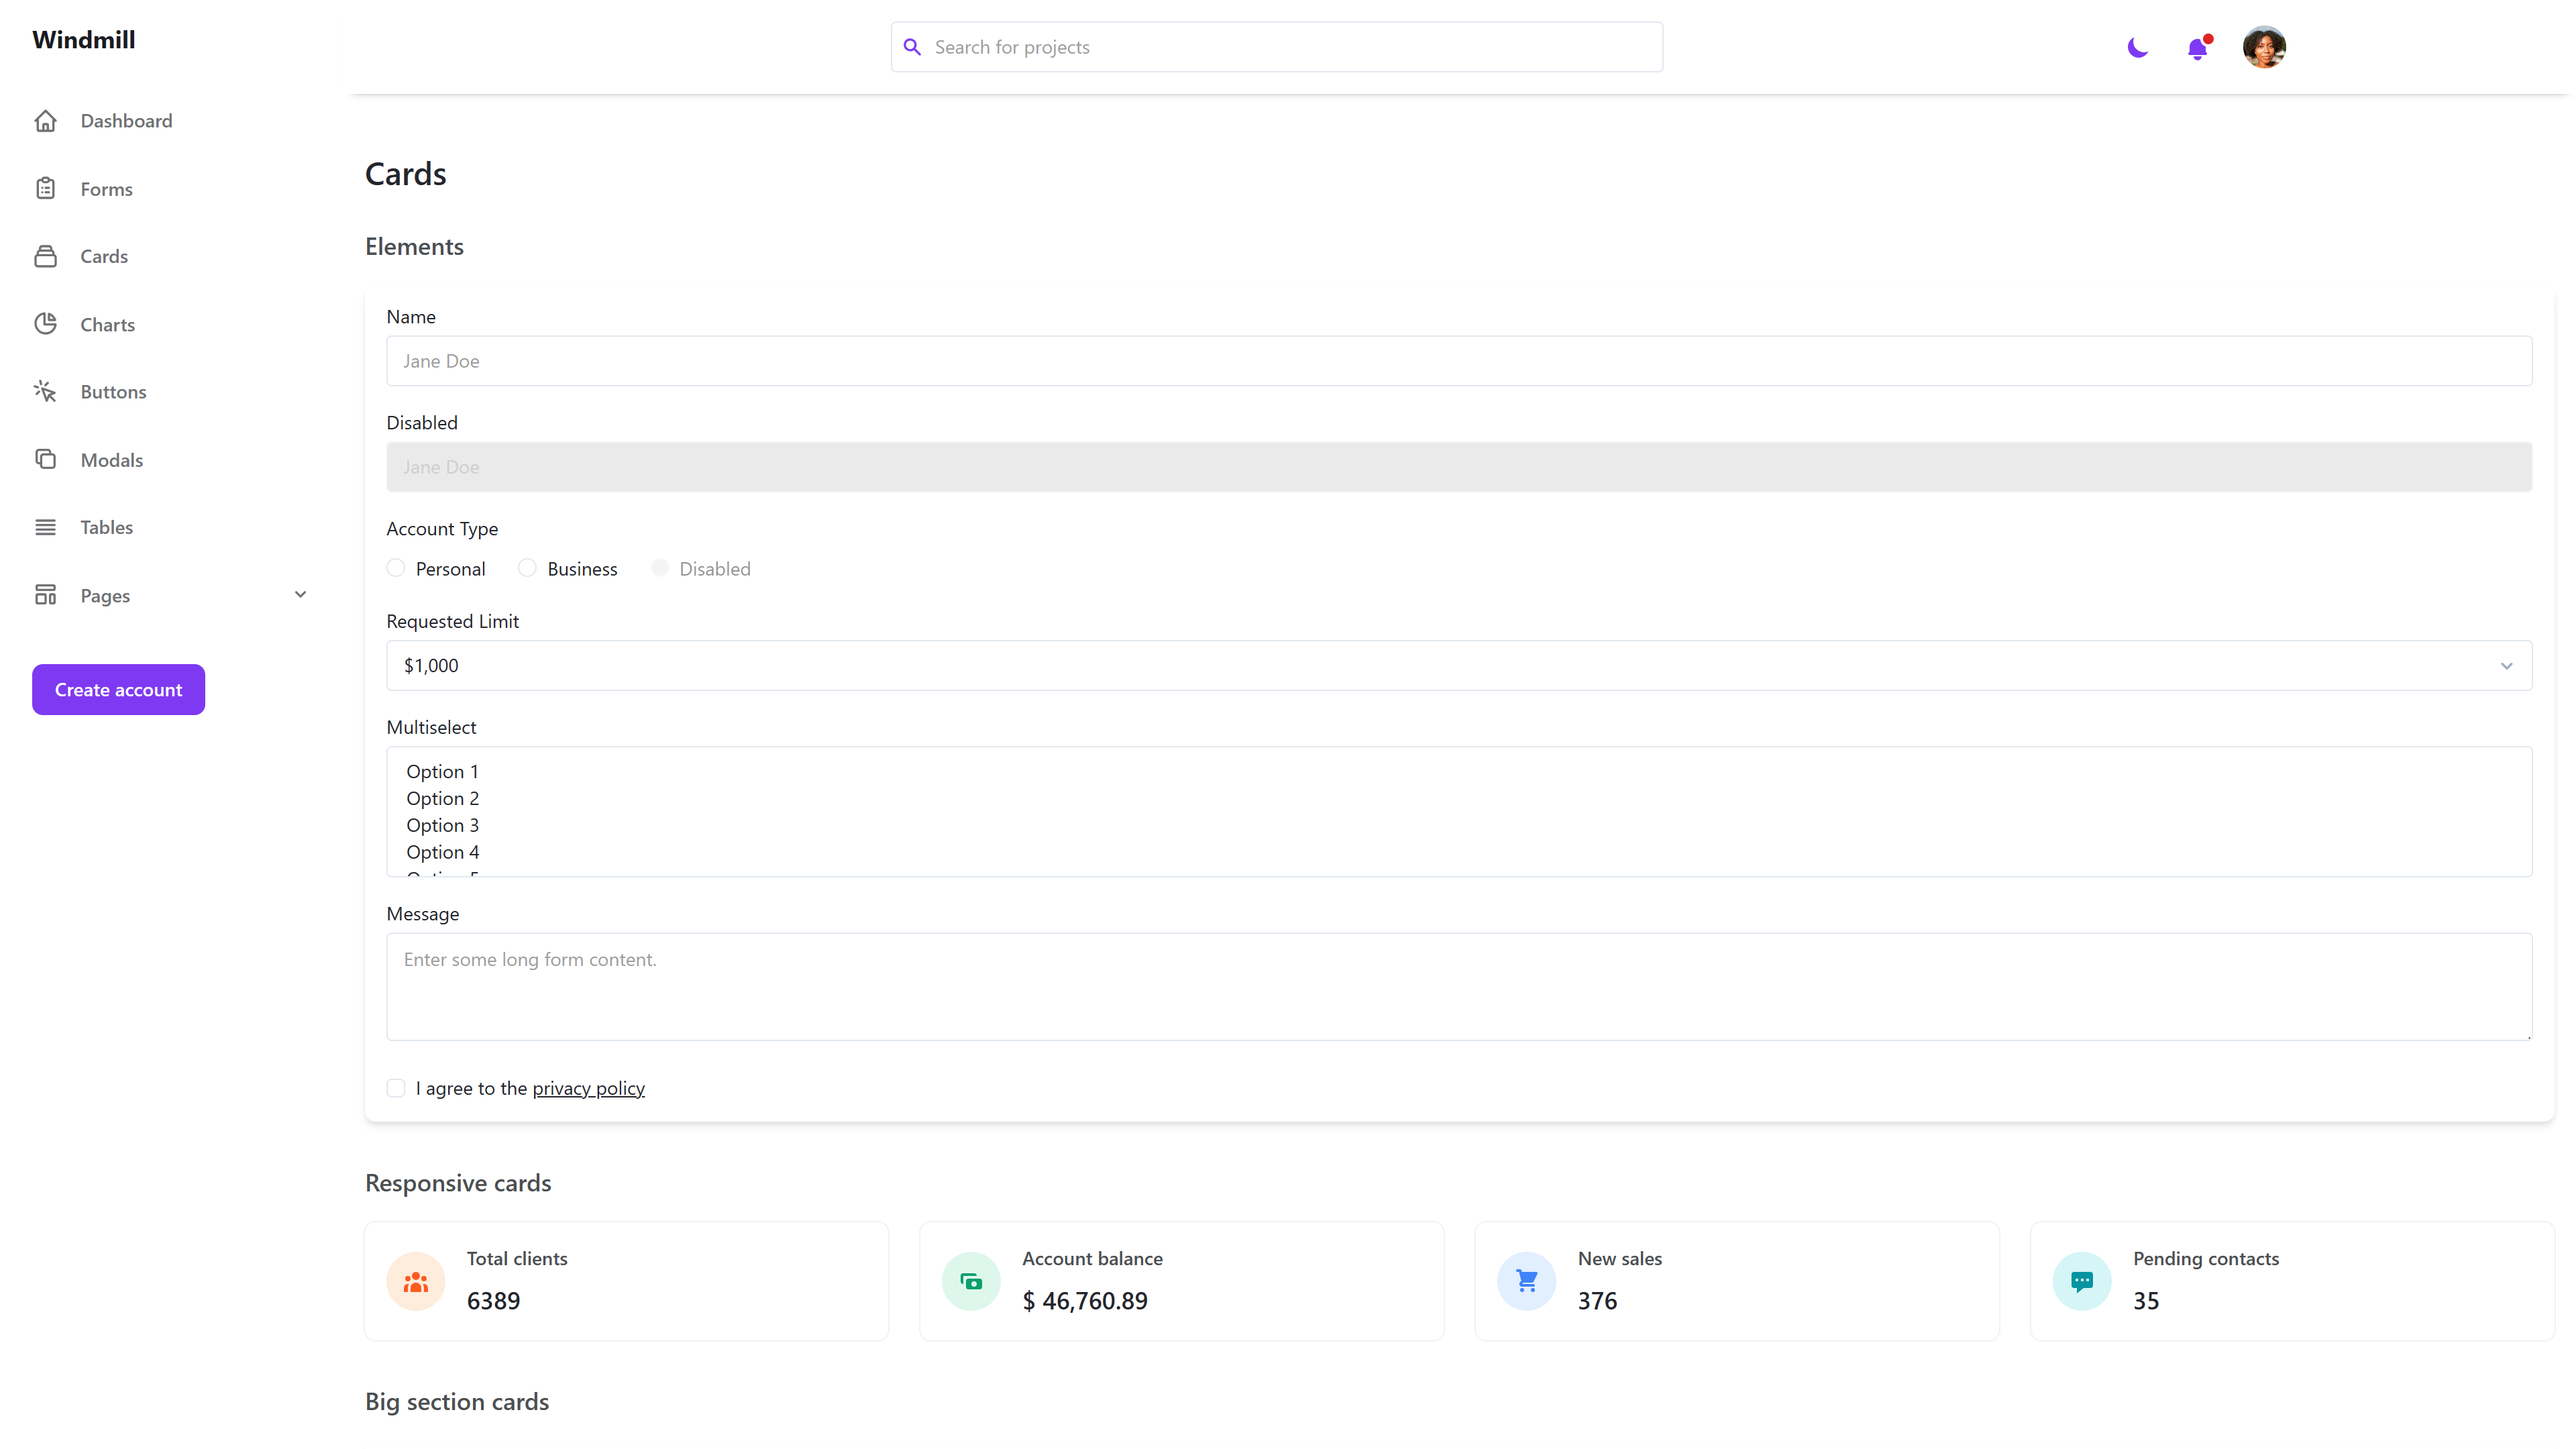 Windmill
Search for projects
Dashboard
Forms
Cards
Charts
Buttons
Modals
Tables
Pages
Create account
Cards
Elements
Name
Jane Doe
Disabled
Jane Doe
Account Type
Personal Business Disabled
Requested Limit
$1,000
Multiselect
Option 1
Option 2
Option 3
Option 4
Message
Enter some long form content.
I agree to the privacy policy
Responsive cards
Total clients
6389
Account balance
$ 46,760.89
New sales
376
Pending contacts
35
Big section cards